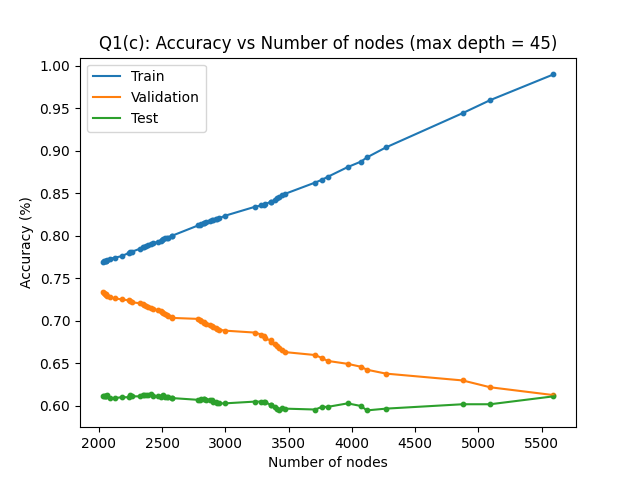 Q1(c): Accuracy vs Number of nodes (max depth = 45)
Train
Validation
Test
Accuracy (%)
1.00
0.95
0.90
0.85
0.80
0.75
0.70
0.65
0.60
2000 2500 3000 3500 4000 4500 5000 5500
Number of nodes